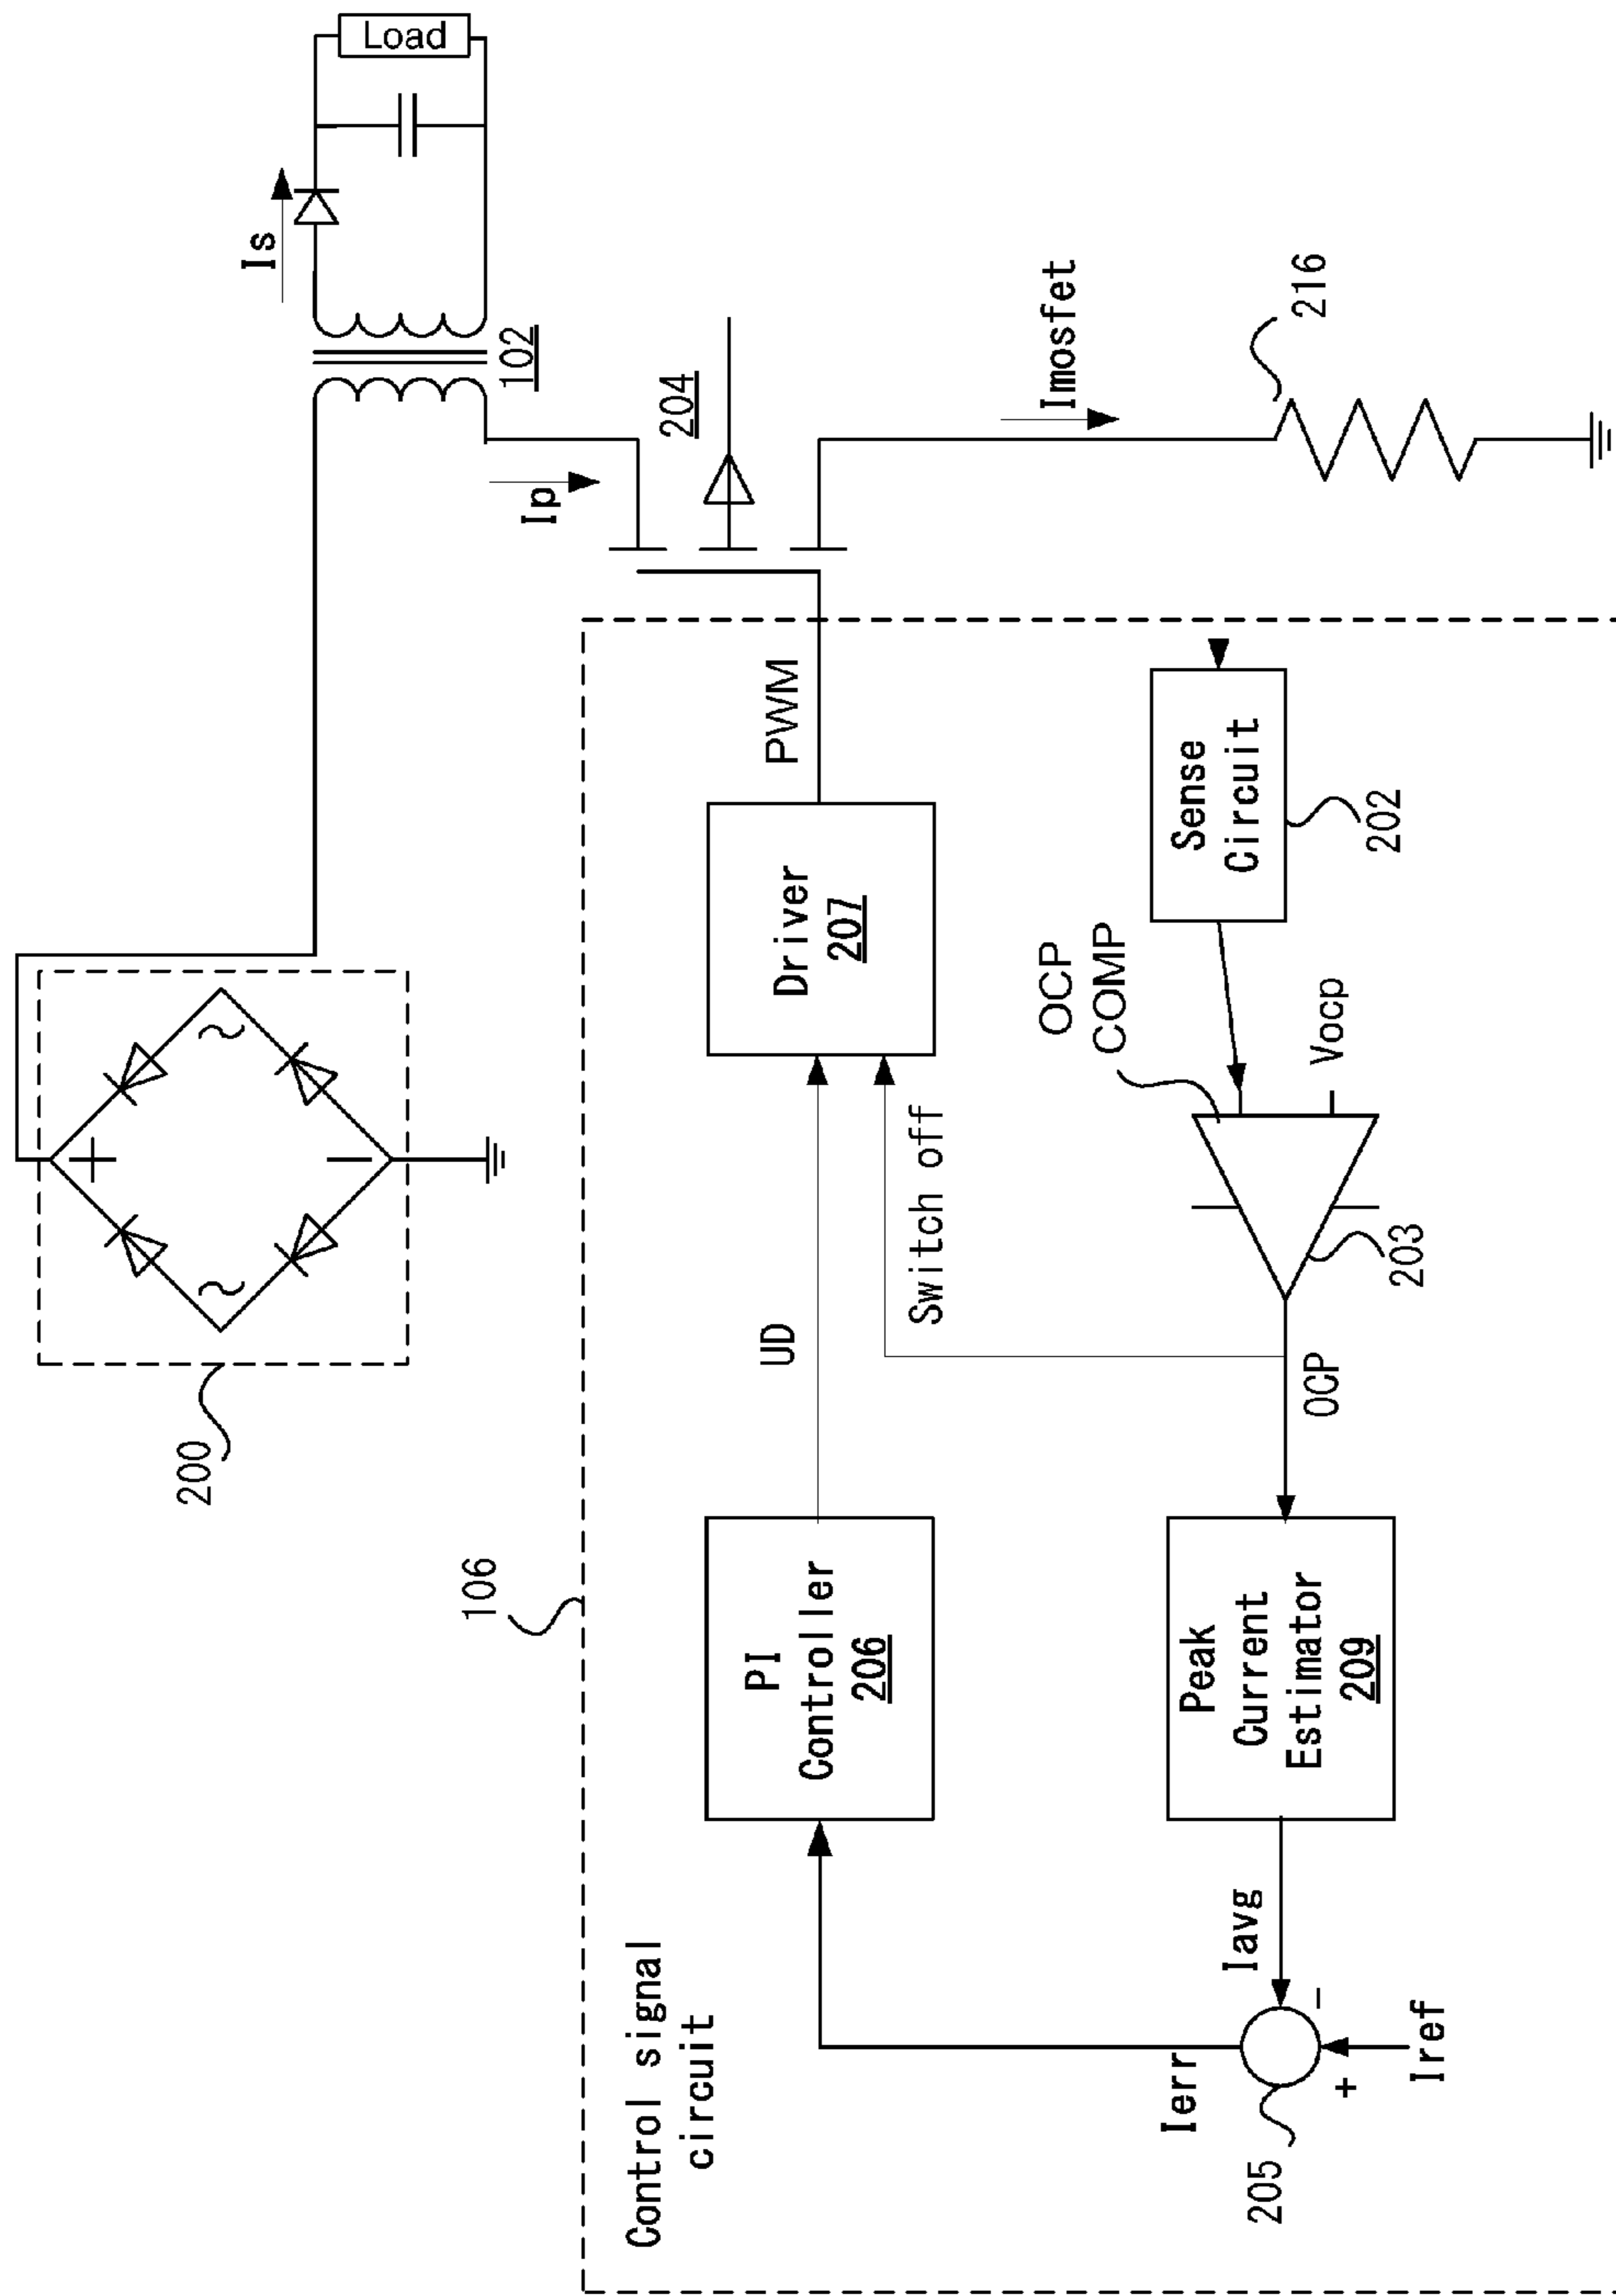 200
Load
Is
102
Ip
204
Imosfet
216
106
Control signal
circuit
PI
Controller
206
UD
Driver
207
PWM
Switch off
OCP
COMP
Sense
Circuit
202
Vocp
203
OCP
Peak
Current
Estimator
209
Iavg
Ierr
205
Iref
+
-
+
-
~
~